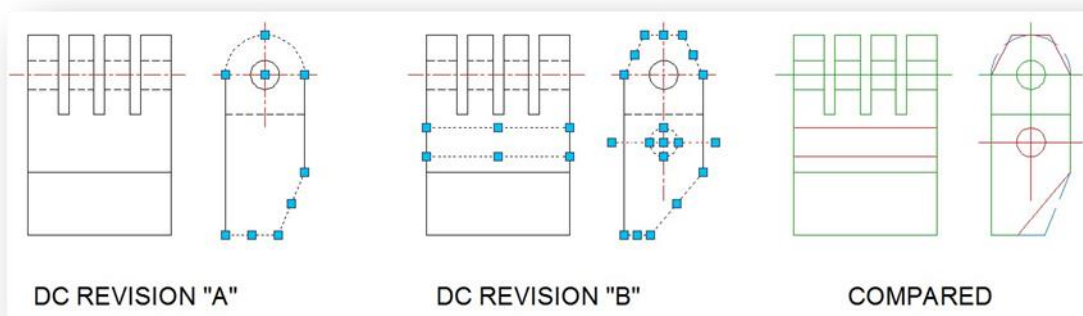 DC REVISION "A"
DC REVISION "B"
COMPARED